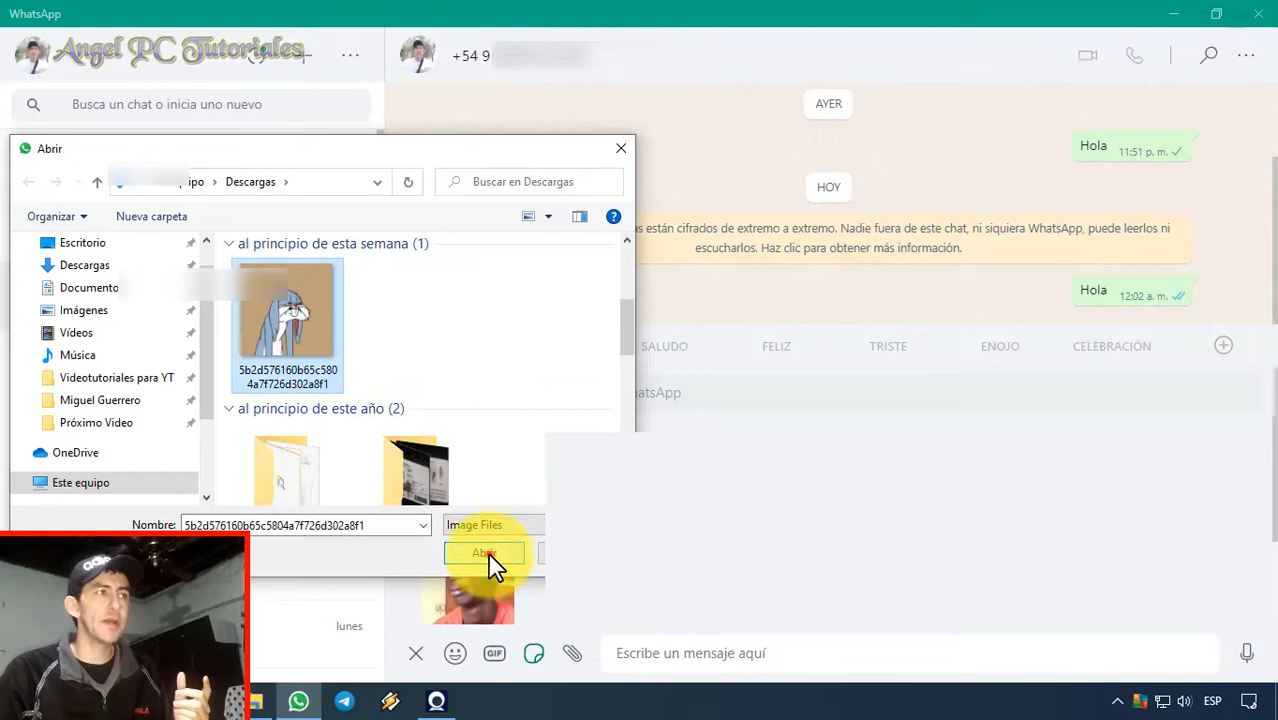 WhatsApp
Angel PC Tutoriales
+54 9
Busca un chat o inicia uno nuevo
AYER
Hola 11:51 p. m.
HOY
as están cifrados de extremo a extremo. Nadie fuera de este chat, ni siquiera WhatsApp, puede leerlos ni
escucharlos. Haz clic para obtener más información.
Hola 12:02 a. m.
SALUDO FELIZ TRISTE ENOJO CELEBRACIÓN
atsApp
Abrir
quipo > Descargas >
Buscar en Descargas
Organizar
Nueva carpeta
Escritorio
Descargas
Documento
Imágenes
Vídeos
Música
Videotutoriales para YT
Miguel Guerrero
Próximo Video
OneDrive
Este equipo
al principio de esta semana (1)
5b2d576160b65c580
4a7f726d302a8f1
al principio de este año (2)
Nombre: 5b2d576160b65c5804a7f726d302a8f1
Image Files
Abrir
lunes
GIF
Escribe un mensaje aquí
ESP